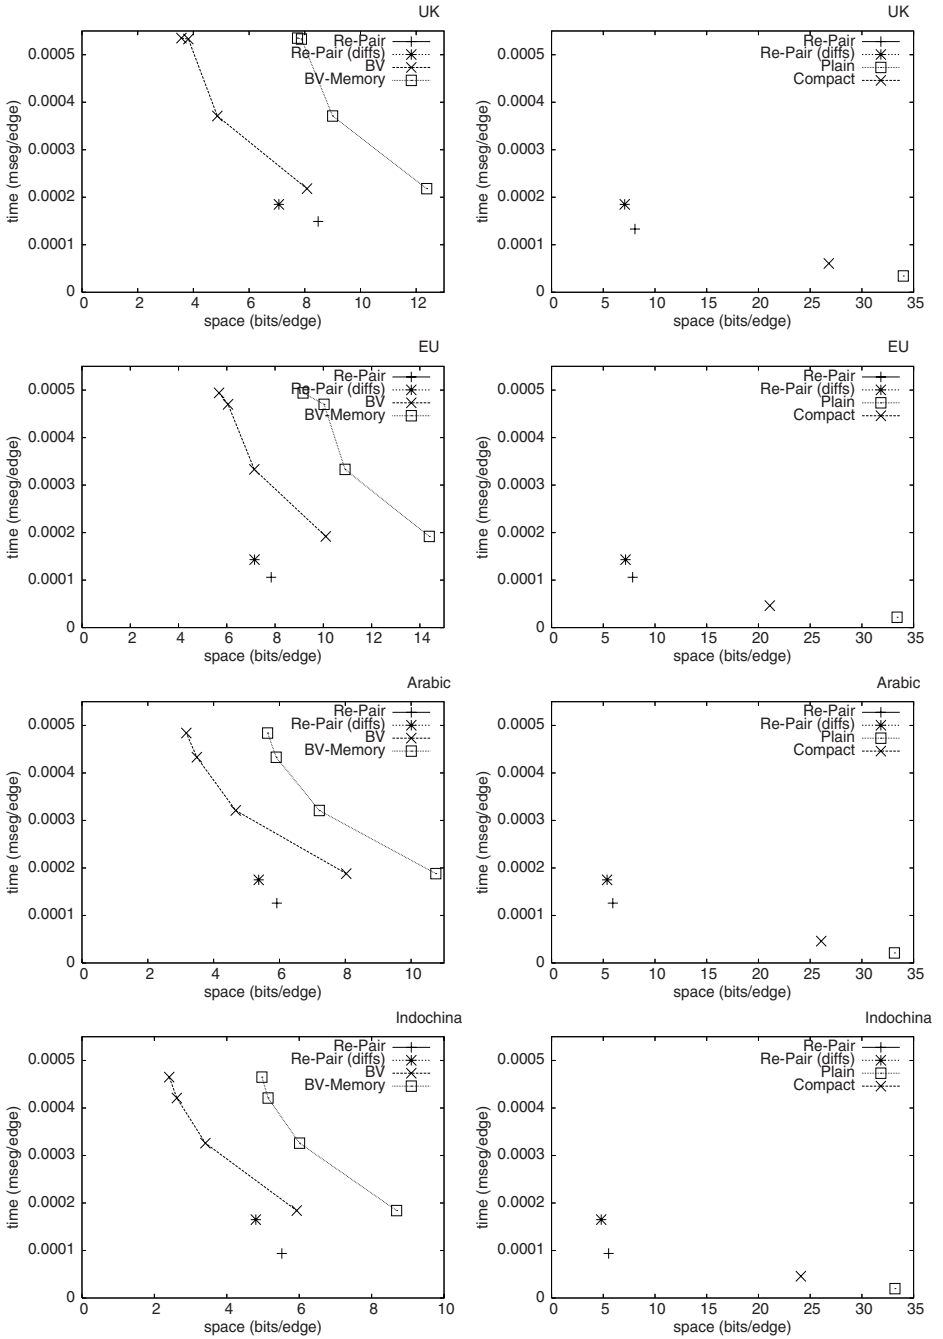 UK
0.0005
0.0004
0.0003
0.0002
0.0001
0
time (mseg/edge)
Re-Pair
Re-Pair (diffs)
BV
BV-Memory
0 2 4 6 8 10 12
space (bits/edge)
UK
0.0005
0.0004
0.0003
0.0002
0.0001
0
time (mseg/edge)
Re-Pair
Re-Pair (diffs)
Plain
Compact
0 5 10 15 20 25 30 35
space (bits/edge)
EU
0.0005
0.0004
0.0003
0.0002
0.0001
0
time (mseg/edge)
Re-Pair
Re-Pair (diffs)
BV
BV-Memory
0 2 4 6 8 10 12 14
space (bits/edge)
EU
0.0005
0.0004
0.0003
0.0002
0.0001
0
time (mseg/edge)
Re-Pair
Re-Pair (diffs)
Plain
Compact
0 5 10 15 20 25 30 35
space (bits/edge)
Arabic
0.0005
0.0004
0.0003
0.0002
0.0001
0
time (mseg/edge)
Re-Pair
Re-Pair (diffs)
BV
BV-Memory
0 2 4 6 8 10
space (bits/edge)
Arabic
0.0005
0.0004
0.0003
0.0002
0.0001
0
time (mseg/edge)
Re-Pair
Re-Pair (diffs)
Plain
Compact
0 5 10 15 20 25 30 35
space (bits/edge)
Indochina
0.0005
0.0004
0.0003
0.0002
0.0001
0
time (mseg/edge)
Re-Pair
Re-Pair (diffs)
BV
BV-Memory
0 2 4 6 8 10
space (bits/edge)
Indochina
0.0005
0.0004
0.0003
0.0002
0.0001
0
time (mseg/edge)
Re-Pair
Re-Pair (diffs)
Plain
Compact
0 5 10 15 20 25 30 35
space (bits/edge)